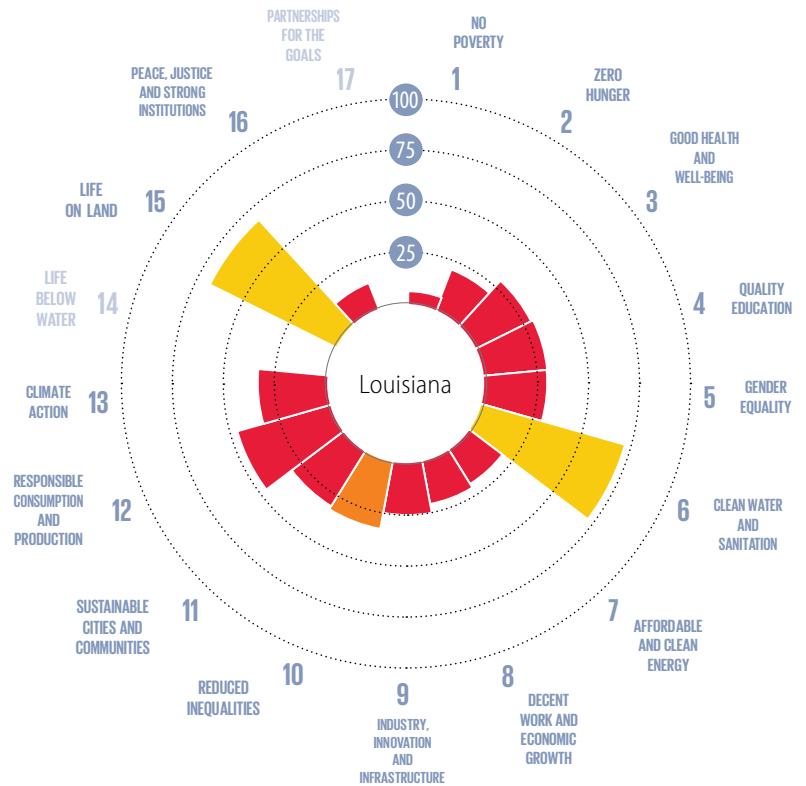 NO
POVERTY
1
ZERO
HUNGER
2
GOOD HEALTH
AND
WELL-BEING
3
4
QUALITY
EDUCATION
5
GENDER
EQUALITY
6
CLEAN WATER
AND
SANITATION
7
AFFORDABLE
AND CLEAN
ENERGY
8
DECENT
WORK AND
ECONOMIC
GROWTH
9
INDUSTRY,
INNOVATION
AND
INFRASTRUCTURE
10
REDUCED
INEQUALITIES
11
SUSTAINABLE
CITIES AND
COMMUNITIES
RESPONSIBLE
CONSUMPTION
AND
PRODUCTION
12
CLIMATE
ACTION
13
LIFE
BELOW
WATER
14
LIFE
ON LAND
15
PEACE, JUSTICE
AND STRONG
INSTITUTIONS
16
PARTNERSHIPS
FOR THE
GOALS
17
100
75
50
25
Louisiana